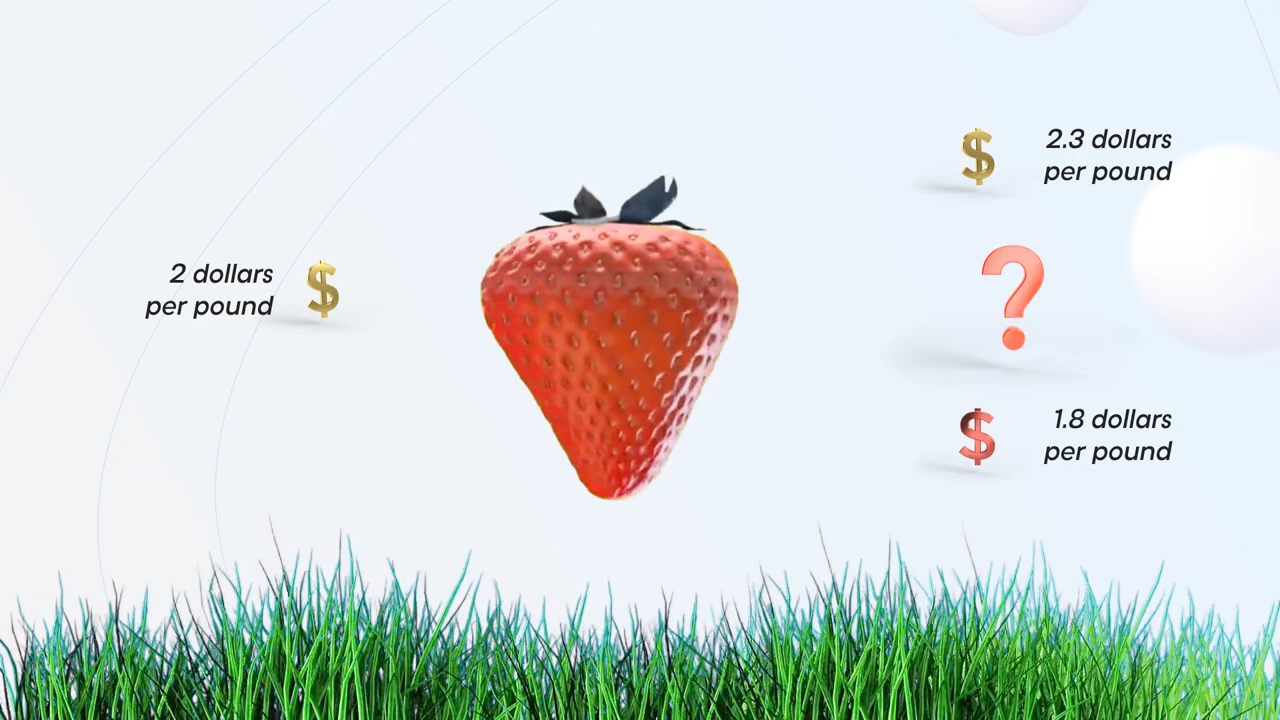 2 dollars
per pound
$
$
2.3 dollars
per pound
?
$
1.8 dollars
per pound